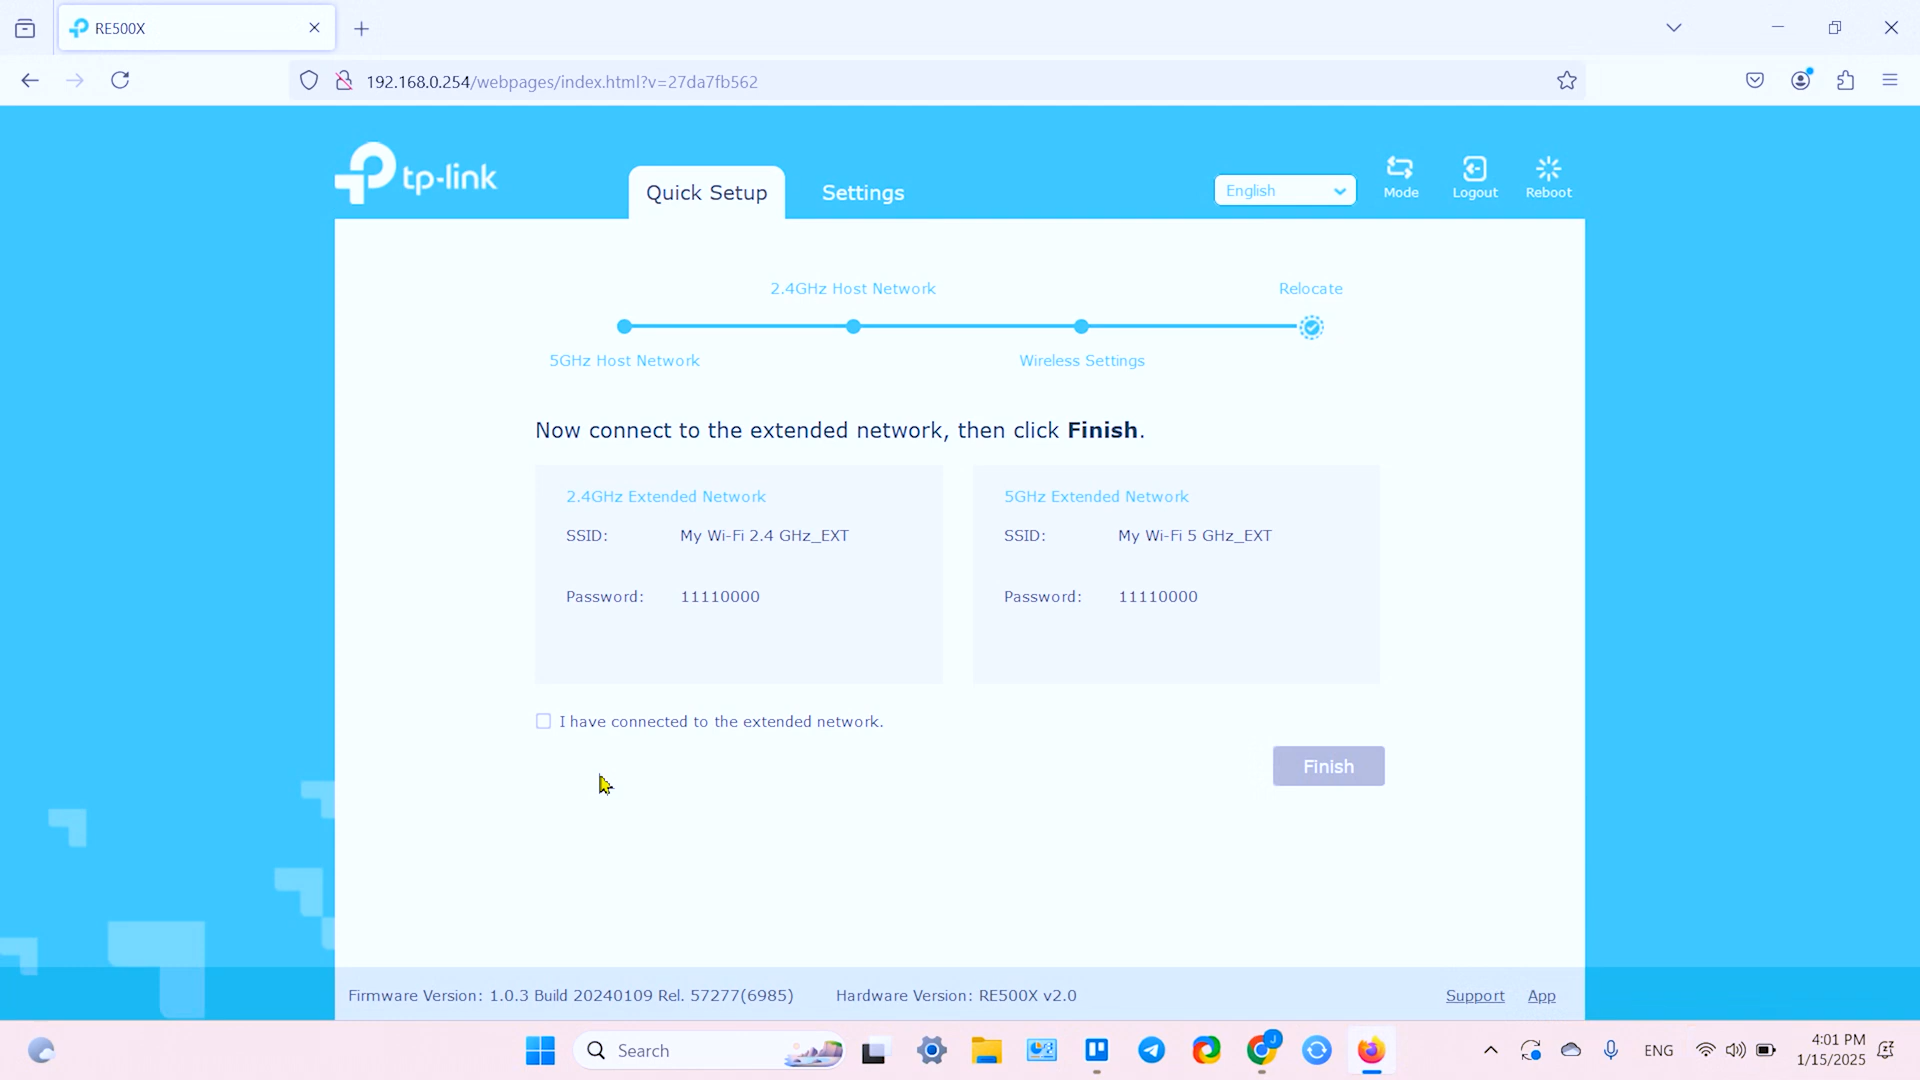 RE500X
192.168.0.254/webpages/index.html?v=27da7fb562
tp-link
Quick Setup
Settings
English
Mode
Logout
Reboot
2.4GHz Host Network
Relocate
5GHz Host Network
Wireless Settings
Now connect to the extended network, then click Finish.
2.4GHz Extended Network
SSID: My Wi-Fi 2.4 GHz_EXT
Password: 11110000
5GHz Extended Network
SSID: My Wi-Fi 5 GHz_EXT
Password: 11110000
I have connected to the extended network.
Finish
Firmware Version: 1.0.3 Build 20240109 Rel. 57277(6985)
Hardware Version: RE500X v2.0
Support
App
Search
J
ENG
4:01 PM
1/15/2025